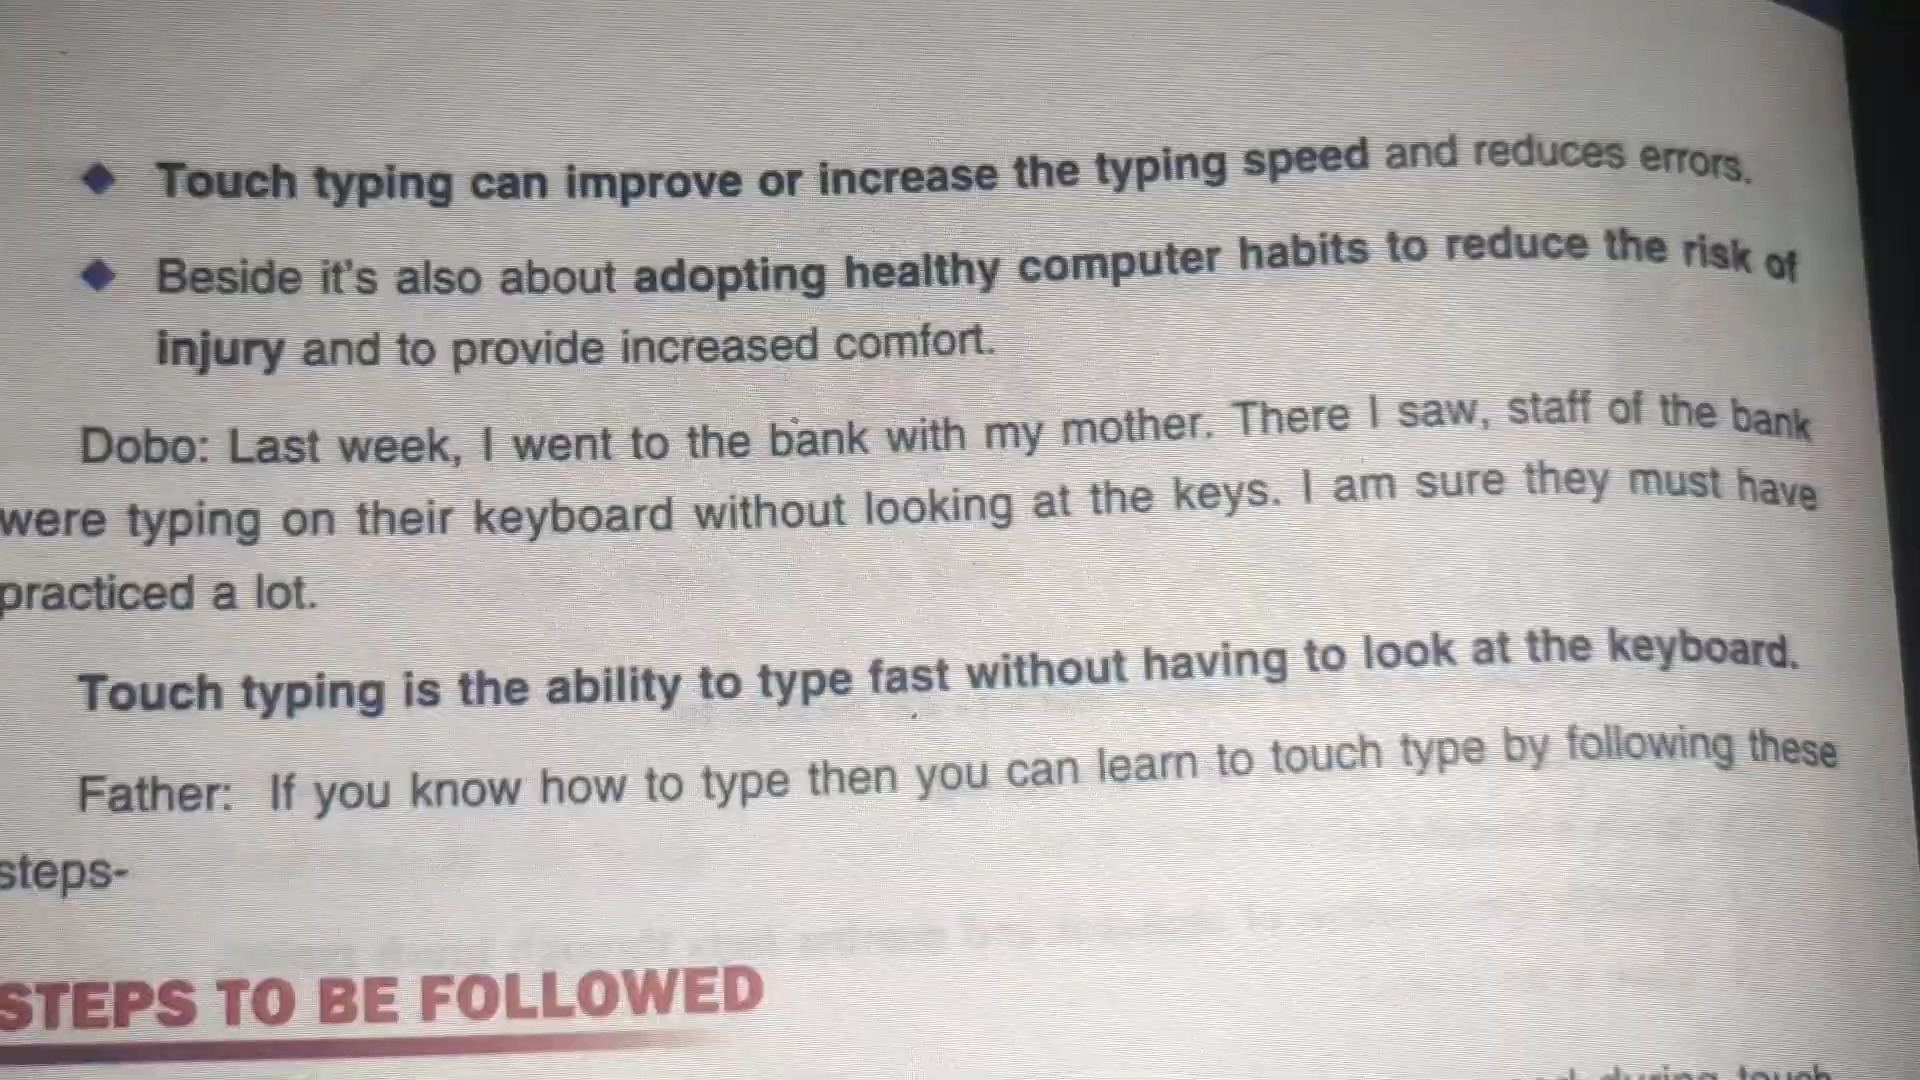 Touch typing can improve or increase the typing speed and reduces errors.
Beside it's also about adopting healthy computer habits to reduce the risk of
injury and to provide increased comfort.
Dobo: Last week, I went to the bank with my mother. There I saw, staff of the bank
were typing on their keyboard without looking at the keys. I am sure they must have
practiced a lot.
Touch typing is the ability to type fast without having to look at the keyboard.
Father: If you know how to type then you can learn to touch type by following these
steps-
STEPS TO BE FOLLOWED
during touch